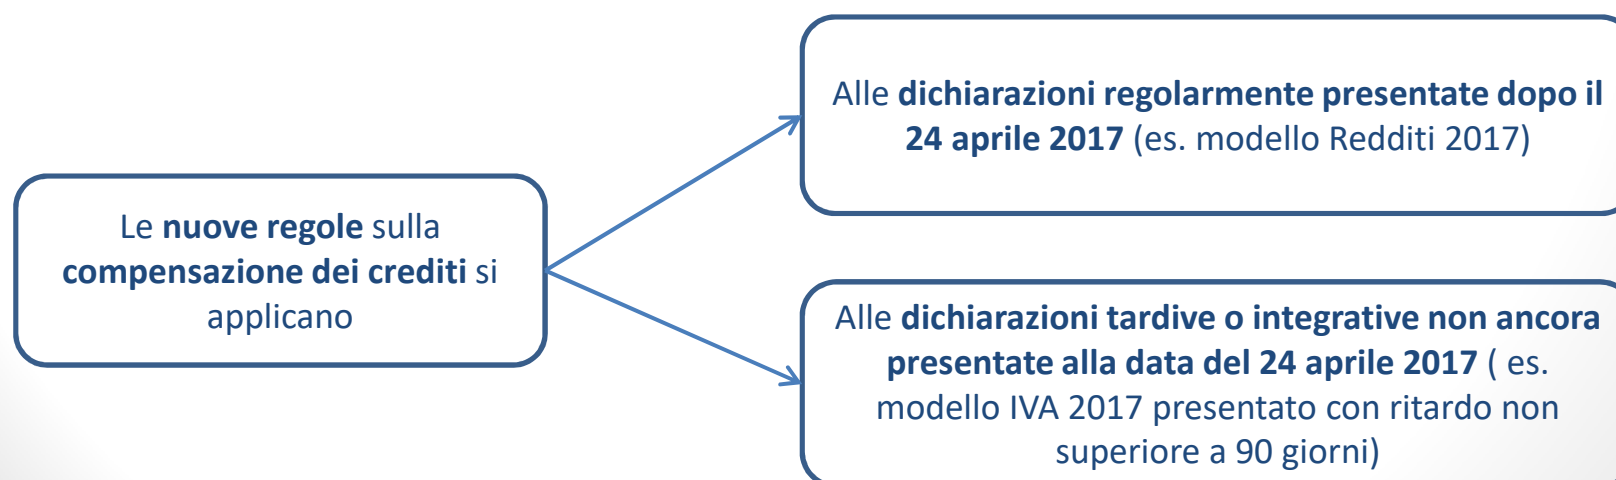 Le nuove regole sulla
compensazione dei crediti si
applicano
Alle dichiarazioni regolarmente presentate dopo il
24 aprile 2017 (es. modello Redditi 2017)
Alle dichiarazioni tardive o integrative non ancora
presentate alla data del 24 aprile 2017 ( es.
modello IVA 2017 presentato con ritardo non
superiore a 90 giorni)